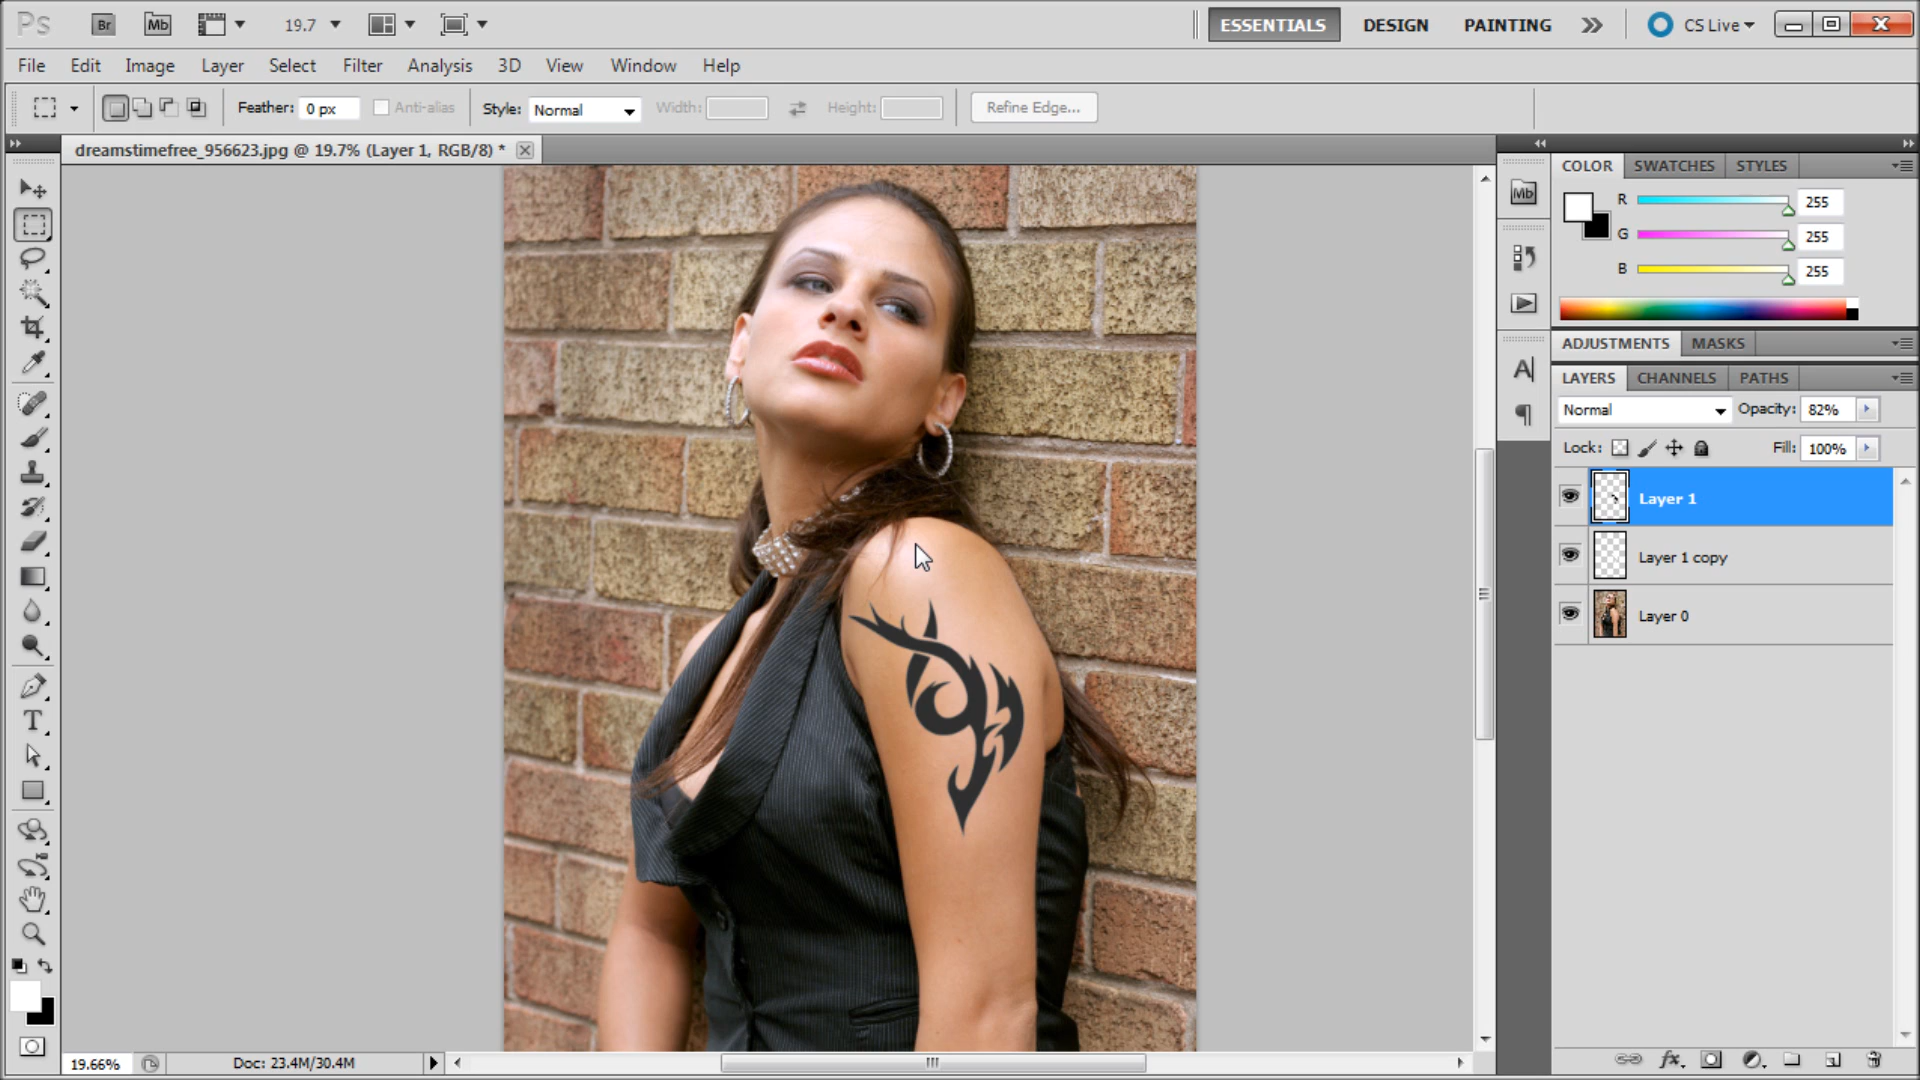 Ps Br Mb 19.7 ESSENTIALS DESIGN PAINTING CS Live
File Edit Image Layer Select Filter Analysis 3D View Window Help
Feather: 0 px Anti-alias Style: Normal Width: Height: Refine Edge...
dreamstimefree_956623.jpg @ 19.7% (Layer 1, RGB/8) *
COLOR SWATCHES STYLES
Mb
R 255
G 255
B 255
ADJUSTMENTS MASKS
LAYERS CHANNELS PATHS
Normal Opacity: 82%
Lock: Fill: 100%
Layer 1
Layer 1 copy
Layer 0
19.66% Doc: 23.4M/30.4M